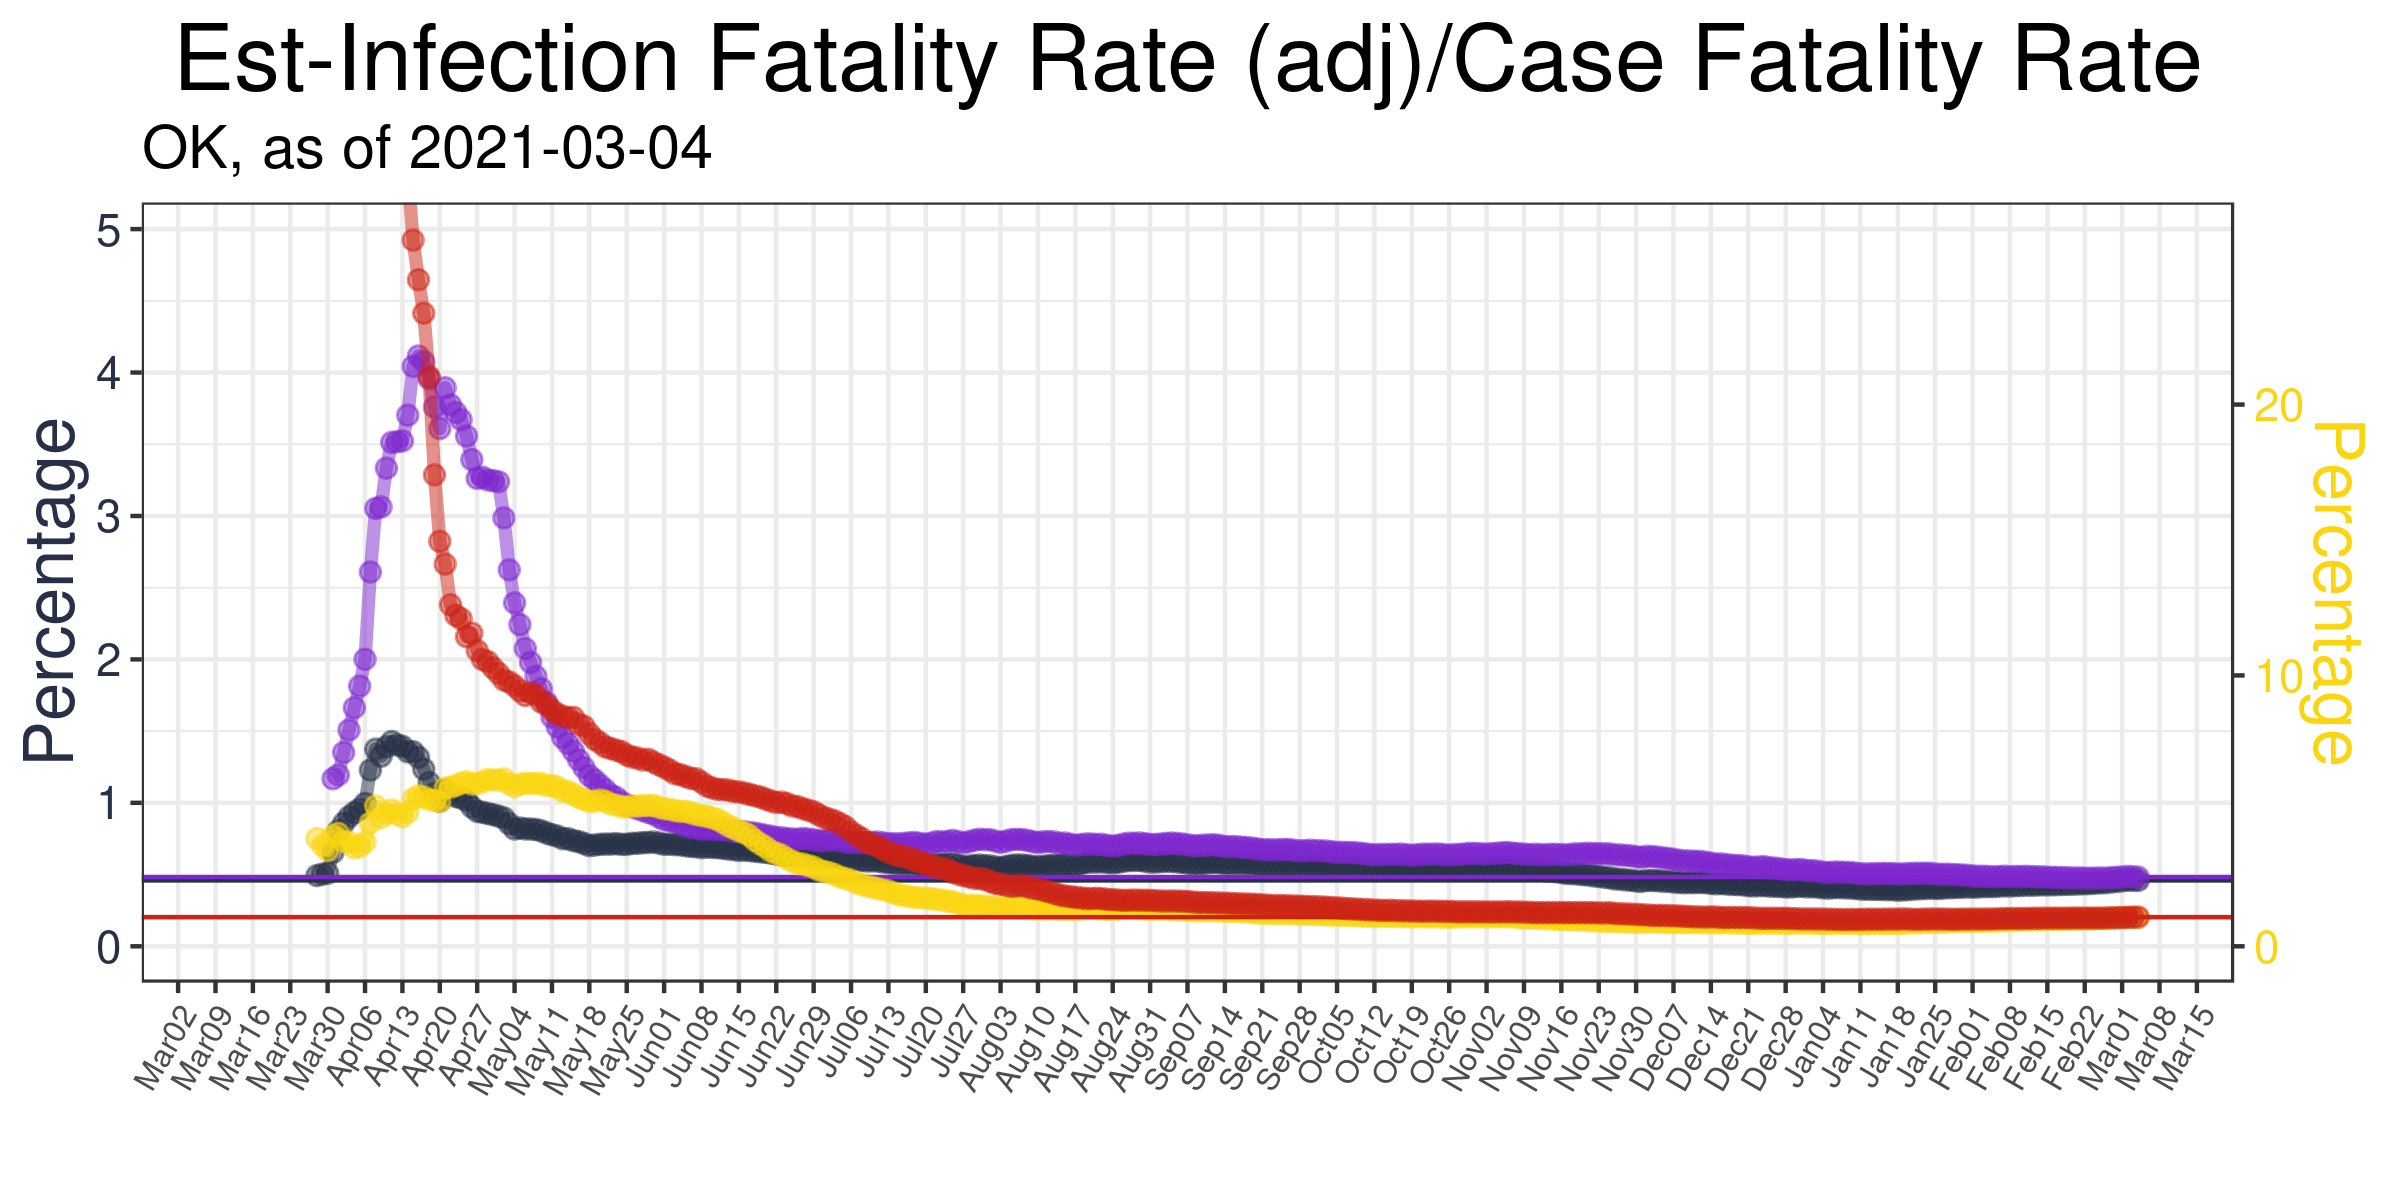 Est-Infection Fatality Rate (adj)/Case Fatality Rate
OK, as of 2021-03-04
Percentage
5
4
3
2
1
0
20
10
0
Percentage
Mar02
Mar09
Mar16
Mar23
Mar30
Apr06
Apr13
Apr20
Apr27
May04
May11
May18
May25
Jun01
Jun08
Jun15
Jun22
Jun29
Jul06
Jul13
Jul20
Jul27
Aug03
Aug10
Aug17
Aug24
Aug31
Sep07
Sep14
Sep21
Sep28
Oct05
Oct12
Oct19
Oct26
Nov02
Nov09
Nov16
Nov23
Nov30
Dec07
Dec14
Dec21
Dec28
Jan04
Jan11
Jan18
Jan25
Feb01
Feb08
Feb15
Feb22
Mar01
Mar08
Mar15